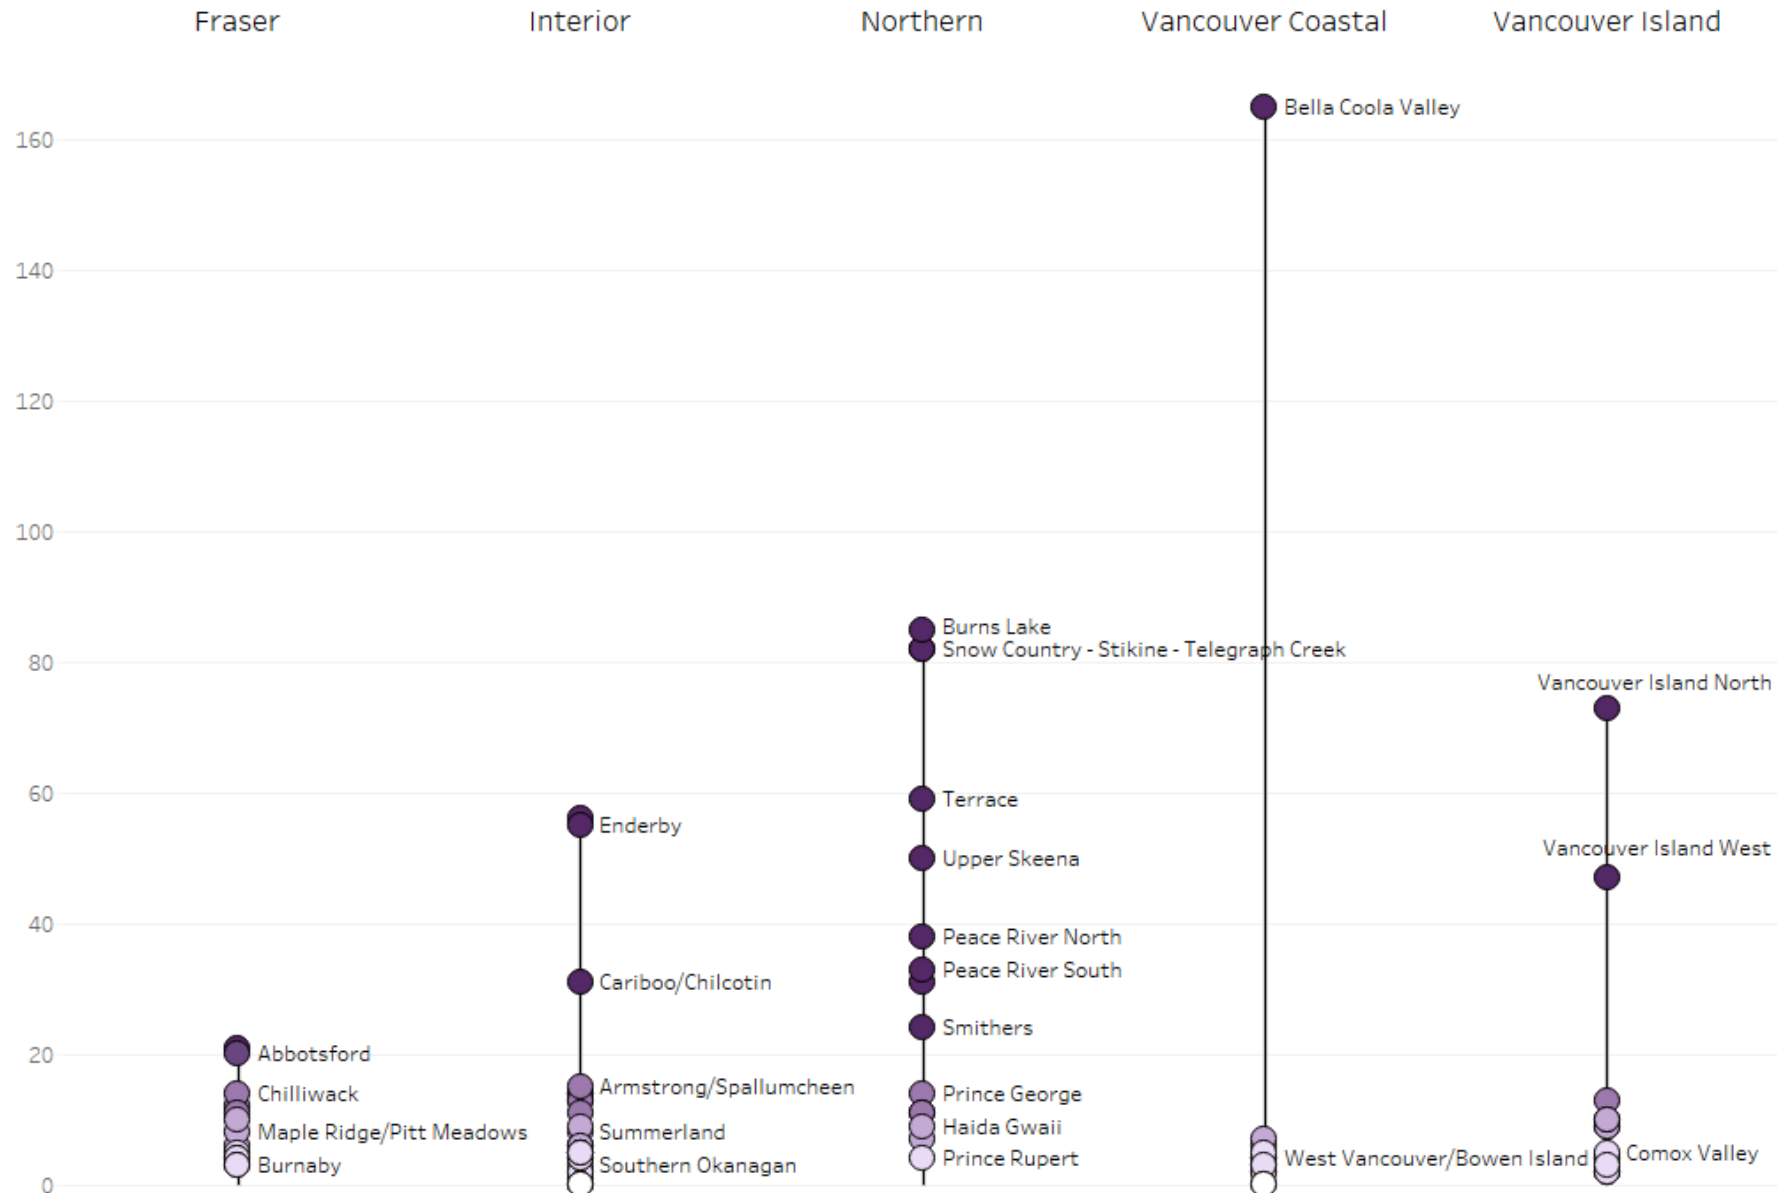 Fraser
Interior
Northern
Vancouver Coastal
Vancouver Island
Bella Coola Valley
160
140
120
100
Burns Lake
Snow Country - Stikine - Telegraph Creek
80
Vancouver Island North
60
Terrace
Enderby
Vancouver Island West
Upper Skeena
40
Peace River North
Peace River South
Cariboo/Chilcotin
Smithers
20
Abbotsford
Armstrong/Spallumcheen
Chilliwack
Prince George
Haida Gwaii
Maple Ridge/Pitt Meadows
Summerland
Comox Valley
Prince Rupert
West Vancouver/Bowen Island
Burnaby
Southern Okanagan
0